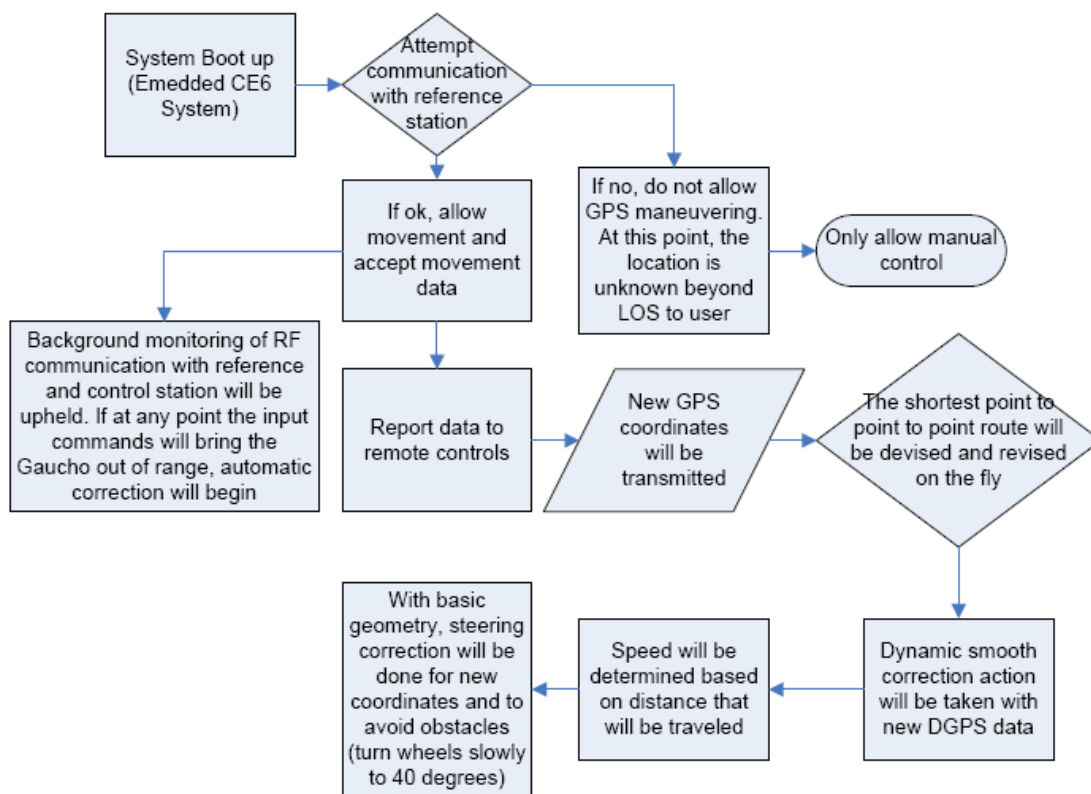 System Boot up
(Emedded CE6
System)
Attempt
communication
with reference
station
If ok, allow
movement and
accept movement
data
If no, do not allow
GPS maneuvering.
At this point, the
location is
unknown beyond
LOS to user
Only allow manual
control
Background monitoring of RF
communication with reference
and control station will be
upheld. If at any point the input
commands will bring the
Gaucho out of range, automatic
correction will begin
Report data to
remote controls
New GPS
coordinates
will be
transmitted
The shortest point to
point to point route will
be devised and revised
on the fly
With basic
geometry, steering
correction will be
done for new
coordinates and to
avoid obstacles
(turn wheels slowly
to 40 degrees)
Speed will be
determined based
on distance that
will be traveled
Dynamic smooth
correction action
will be taken with
new DGPS data